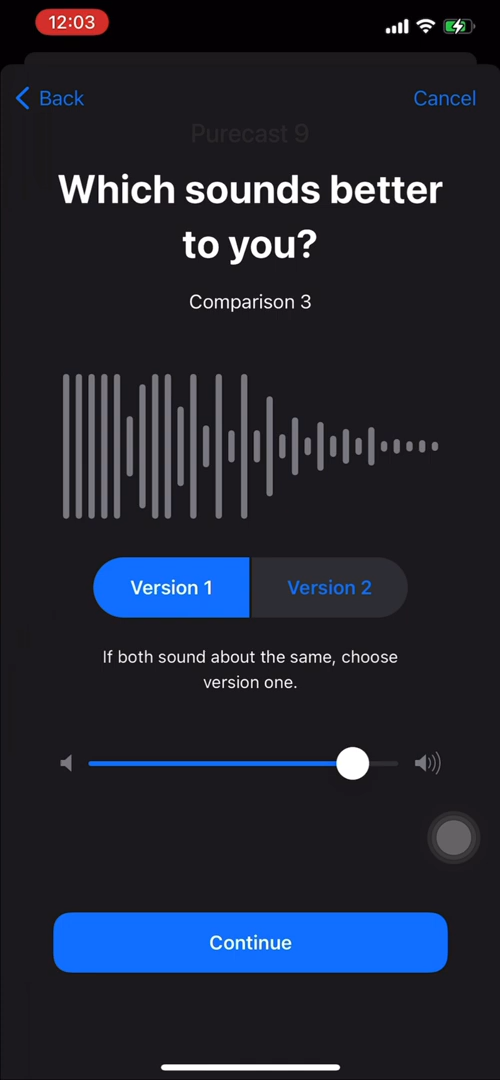 12:03
Back
Cancel
Purecast 9
Which sounds better
to you?
Comparison 3
Version 1
Version 2
If both sound about the same, choose
version one.
Continue